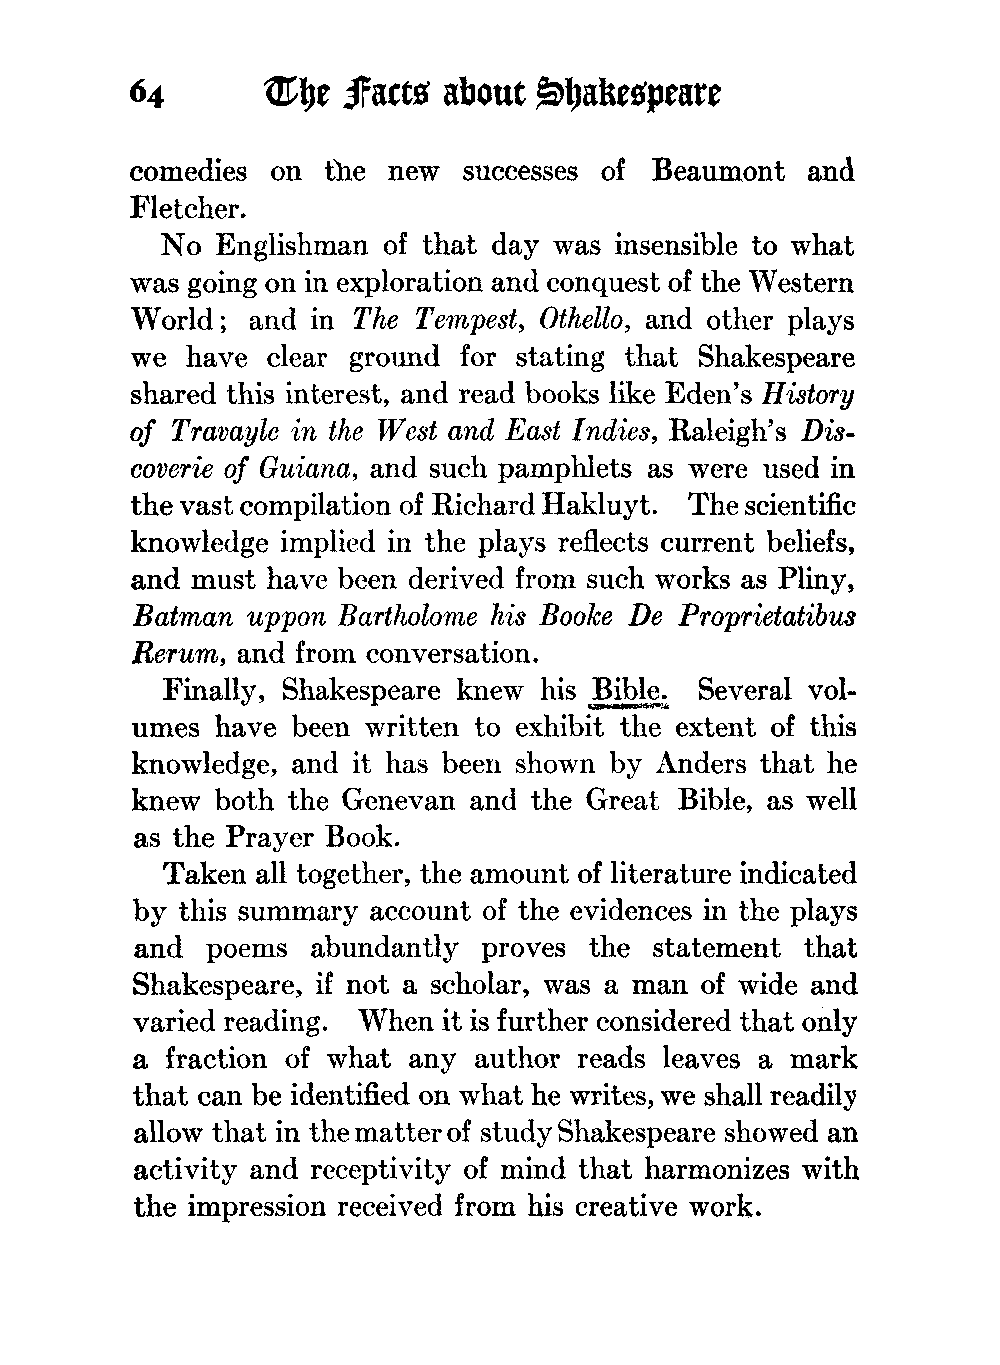 64 The Facts about Shakespeare
comedies on the new successes of Beaumont and
Fletcher.
No Englishman of that day was insensible to what
was going on in exploration and conquest of the Western
World; and in The Tempest, Othello, and other plays
we have clear ground for stating that Shakespeare
shared this interest, and read books like Eden's History
of Travayle in the West and East Indies, Raleigh's Dis-
coverie of Guiana, and such pamphlets as were used in
the vast compilation of Richard Hakluyt. The scientific
knowledge implied in the plays reflects current beliefs,
and must have been derived from such works as Pliny,
Batman uppon Bartholome his Booke De Proprietatibus
Rerum, and from conversation.
Finally, Shakespeare knew his Bible. Several vol-
umes have been written to exhibit the extent of this
knowledge, and it has been shown by Anders that he
knew both the Genevan and the Great Bible, as well
as the Prayer Book.
Taken all together, the amount of literature indicated
by this summary account of the evidences in the plays
and poems abundantly proves the statement that
Shakespeare, if not a scholar, was a man of wide and
varied reading. When it is further considered that only
a fraction of what any author reads leaves a mark
that can be identified on what he writes, we shall readily
allow that in the matter of study Shakespeare showed an
activity and receptivity of mind that harmonizes with
the impression received from his creative work.